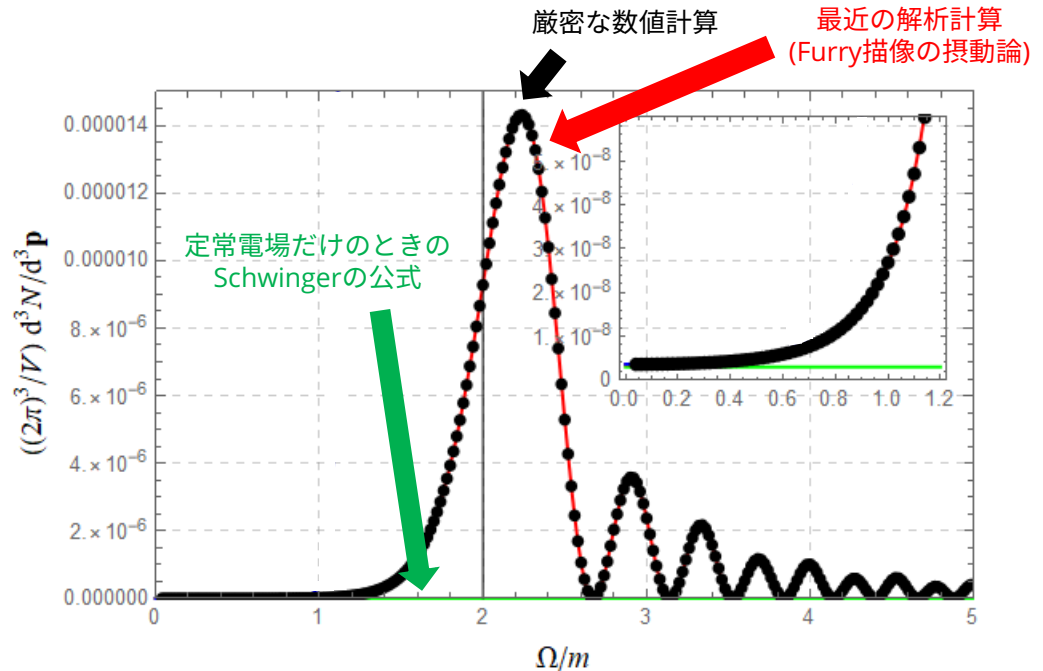 厳密な数値計算
最近の解析計算
(Furry描像の摂動論)
定常電場だけのときの
Schwingerの公式
((2π)³/V) d³N/d³p
0.000014
0.000012
0.000010
8.×10⁻⁶
6.×10⁻⁶
4.×10⁻⁶
2.×10⁻⁶
0.000000
0 1 2 3 4 5
Ω/m
.×10⁻⁸
4.×10⁻⁸
3.×10⁻⁸
2.×10⁻⁸
1.×10⁻⁸
0
0.0 0.2 0.4 0.6 0.8 1.0 1.2